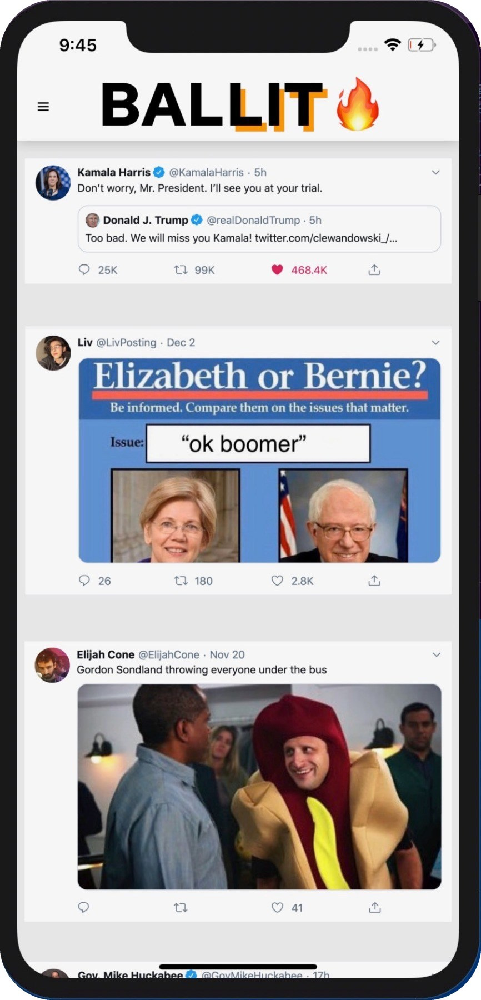 9:45
BALLIT🔥
Kamala Harris @KamalaHarris · 5h
Don't worry, Mr. President. I'll see you at your trial.
Donald J. Trump @realDonaldTrump · 5h
Too bad. We will miss you Kamala! twitter.com/clewandowski_/...
25K 99K 468.4K
Liv @LivPosting · Dec 2
Elizabeth or Bernie?
Be informed. Compare them on the issues that matter.
Issue: “ok boomer”
26 180 2.8K
Elijah Cone @ElijahCone · Nov 20
Gordon Sondland throwing everyone under the bus
41
Gov. Mike Huckabee @GovMikeHuckabee · 17h